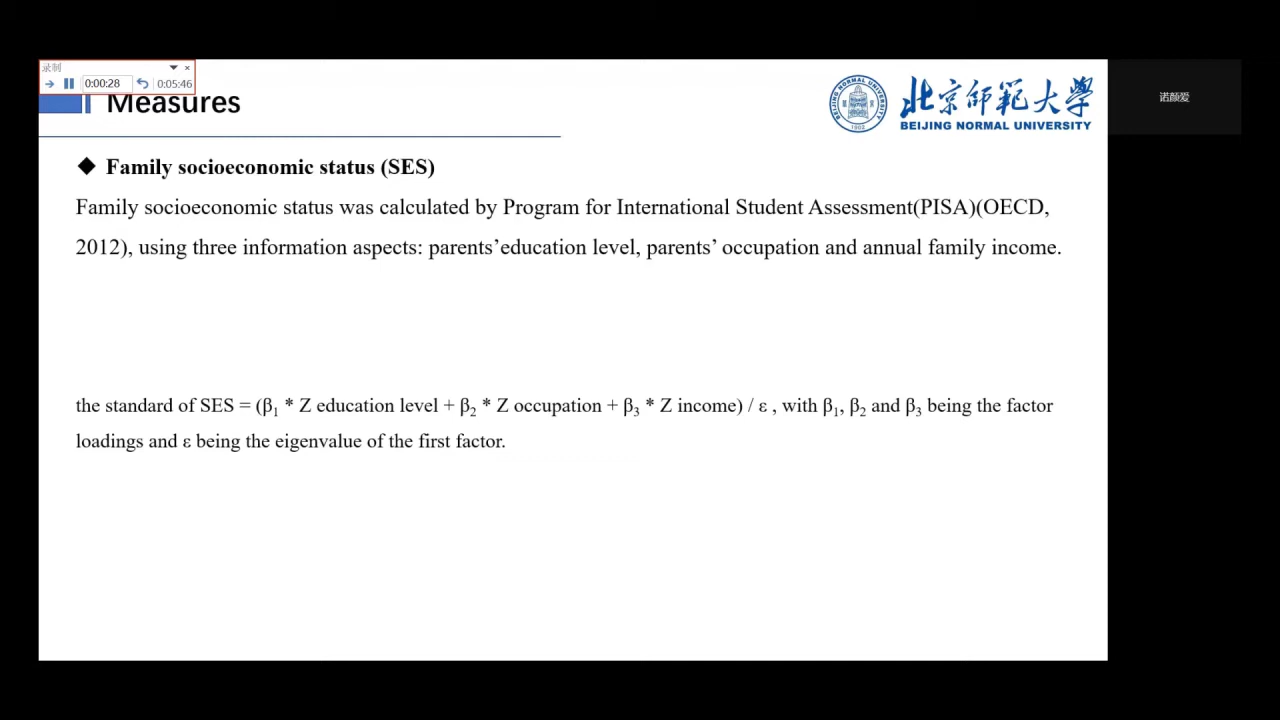 录制
0:00:28
0:05:46
Measures
BEIJING NORMAL UNIVERSITY
1902
北京师范大学
BEIJING NORMAL UNIVERSITY
诺颜爱
◆ Family socioeconomic status (SES)
Family socioeconomic status was calculated by Program for International Student Assessment(PISA)(OECD,
2012), using three information aspects: parents’education level, parents’ occupation and annual family income.
the standard of SES = (β₁ * Z education level + β₂ * Z occupation + β₃ * Z income) / ε , with β₁, β₂ and β₃ being the factor
loadings and ε being the eigenvalue of the first factor.